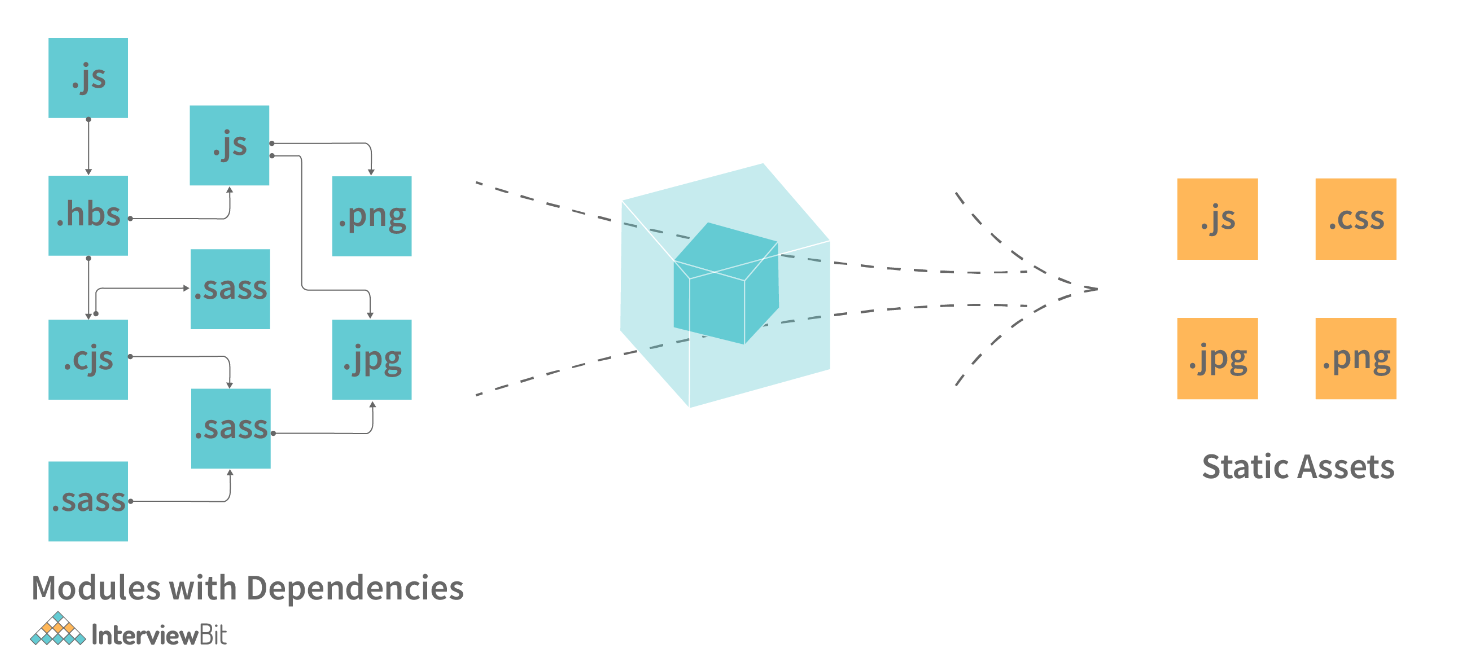 .js
.js
.hbs
.png
.sass
.cjs
.jpg
.sass
.sass
Modules with Dependencies
InterviewBit
.js
.css
.jpg
.png
Static Assets